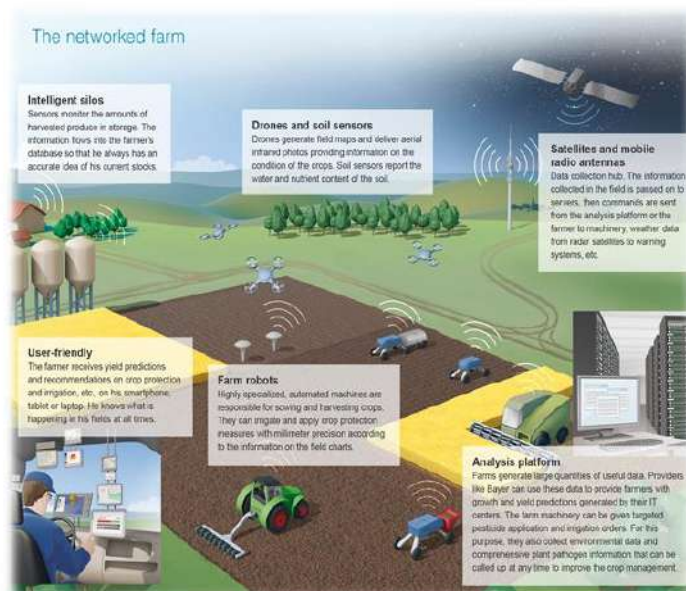 The networked farm
Intelligent silos
Sensors monitor the amounts of
harvested produce in storage. The
information flows into the farmer's
database so that he always has an
accurate idea of his current stocks.
Drones and soil sensors
Drones generate field maps and deliver aerial
infrared photos providing information on the
condition of the crops. Soil sensors report the
water and nutrient content of the soil.
Satellites and mobile
radio antennas
Data collection hub. The information
collected in the field is passed on to
servers, then commands are sent
from the analysis platform or the
farmer to machinery, weather data
from radar satellites to warning
systems, etc.
User-friendly
The farmer receives yield predictions
and recommendations on crop protection
and irrigation, etc. on his smartphone,
tablet or laptop. He knows what is
happening in his fields at all times.
Farm robots
Highly specialized, automated machines are
responsible for sowing and harvesting crops.
They can irrigate and apply crop protection
measures with millimeter precision according
to the information on the field charts.
Analysis platform
Farms generate large quantities of useful data. Providers
like Bayer can use these data to provide farmers with
growth and yield predictions generated by their IT
centers. The farm machinery can be given targeted
pesticide application and irrigation orders. For this
purpose, they also collect environmental data and
comprehensive plant pathogen information that can be
called up at any time to improve the crop management.